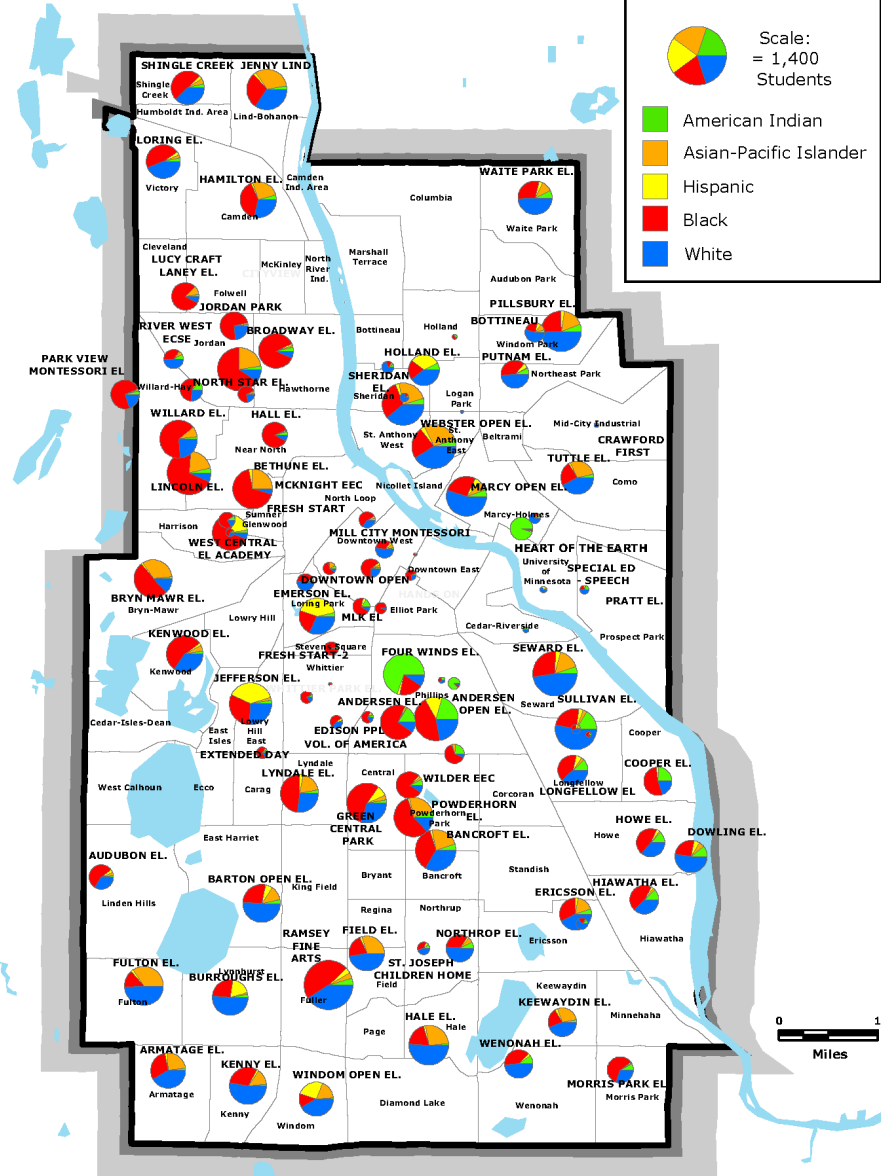 Scale:
= 1,400
Students
American Indian
Asian-Pacific Islander
Hispanic
Black
White
SHINGLE CREEK
JENNY LIND
Shingle
Creek
Humboldt Ind. Area
Lind-Bohanon
LORING EL.
Victory
HAMILTON EL.
Camden
Camden
Ind. Area
Columbia
WAITE PARK EL.
Waite Park
Cleveland
LUCY CRAFT
LANEY EL.
McKinley
North
River
Ind.
Marshall
Terrace
CITYVIEW
Audubon Park
Folwell
JORDAN PARK
PILLSBURY EL.
RIVER WEST
ECSE
Jordan
BROADWAY EL.
Bottineau
Holland
BOTTINEAU
Windom Park
PARK VIEW
MONTESSORI EL
HOLLAND EL.
PUTNAM EL.
Northeast Park
Willard-Hay
NORTH STAR EL.
Hawthorne
SHERIDAN
EL.
Sheridan
Logan
Park
WILLARD EL.
HALL EL.
Near North
WEBSTER OPEN EL.
St. Anthony
West
St.
Anthony
East
Beltrami
Mid-City Industrial
CRAWFORD
FIRST
LINCOLN EL.
BETHUNE EL.
MCKNIGHT EEC
FRESH START
North Loop
Nicollet Island
MARCY OPEN EL.
TUTTLE EL.
Como
Harrison
Sumner
Glenwood
WEST CENTRAL
EL ACADEMY
MILL CITY MONTESSORI
Downtown West
Marcy-Holmes
HEART OF THE EARTH
University
of
Minnesota
SPECIAL ED
- SPEECH
PRATT EL.
BRYN MAWR EL.
Bryn-Mawr
DOWNTOWN OPEN
Downtown East
EMERSON EL.
Loring Park
HANDS ON
MLK EL
Elliot Park
Lowry Hill
Cedar-Riverside
Prospect Park
KENWOOD EL.
Kenwood
Stevens Square
FRESH START-2
Whittier
FOUR WINDS EL.
SEWARD EL.
JEFFERSON EL.
WHITTIER PARK EL.
Phillips
ANDERSEN EL.
ANDERSEN
OPEN EL.
Seward
SULLIVAN EL.
Cedar-Isles-Dean
East
Isles
Lowry
Hill
East
EDISON PPL
VOL. OF AMERICA
Cooper
EXTENDED DAY
Lyndale
LYNDALE EL.
Central
WILDER EEC
Longfellow
LONGFELLOW EL
COOPER EL.
West Calhoun
Ecco
Carag
Corcoran
GREEN
CENTRAL
PARK
POWDERHORN
EL.
Powderhorn
Park
East Harriet
BANCROFT EL.
Howe
HOWE EL.
DOWLING EL.
AUDUBON EL.
BARTON OPEN EL.
King Field
Bryant
Bancroft
Standish
HIAWATHA EL.
Linden Hills
ERICSSON EL.
Regina
Northrup
RAMSEY
FINE
ARTS
FIELD EL.
NORTHROP EL.
Ericsson
Hiawatha
FULTON EL.
Fulton
Lynnhurst
BURROUGHS EL.
Fuller
ST. JOSEPH
CHILDREN HOME
Field
Keewaydin
KEEWAYDIN EL.
Minnehaha
0
1
Miles
Page
HALE EL.
Hale
ARMATAGE EL.
Armatage
KENNY EL.
Kenny
WINDOM OPEN EL.
Windom
Diamond Lake
WENONAH EL.
Wenonah
MORRIS PARK EL
Morris Park